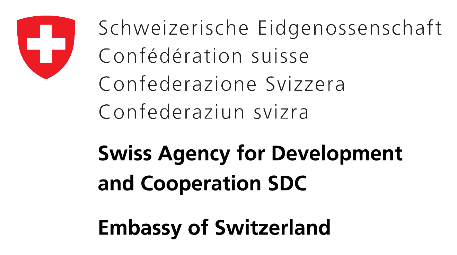 Schweizerische Eidgenossenschaft
Confédération suisse
Confederazione Svizzera
Confederaziun svizra
Swiss Agency for Development
and Cooperation SDC
Embassy of Switzerland